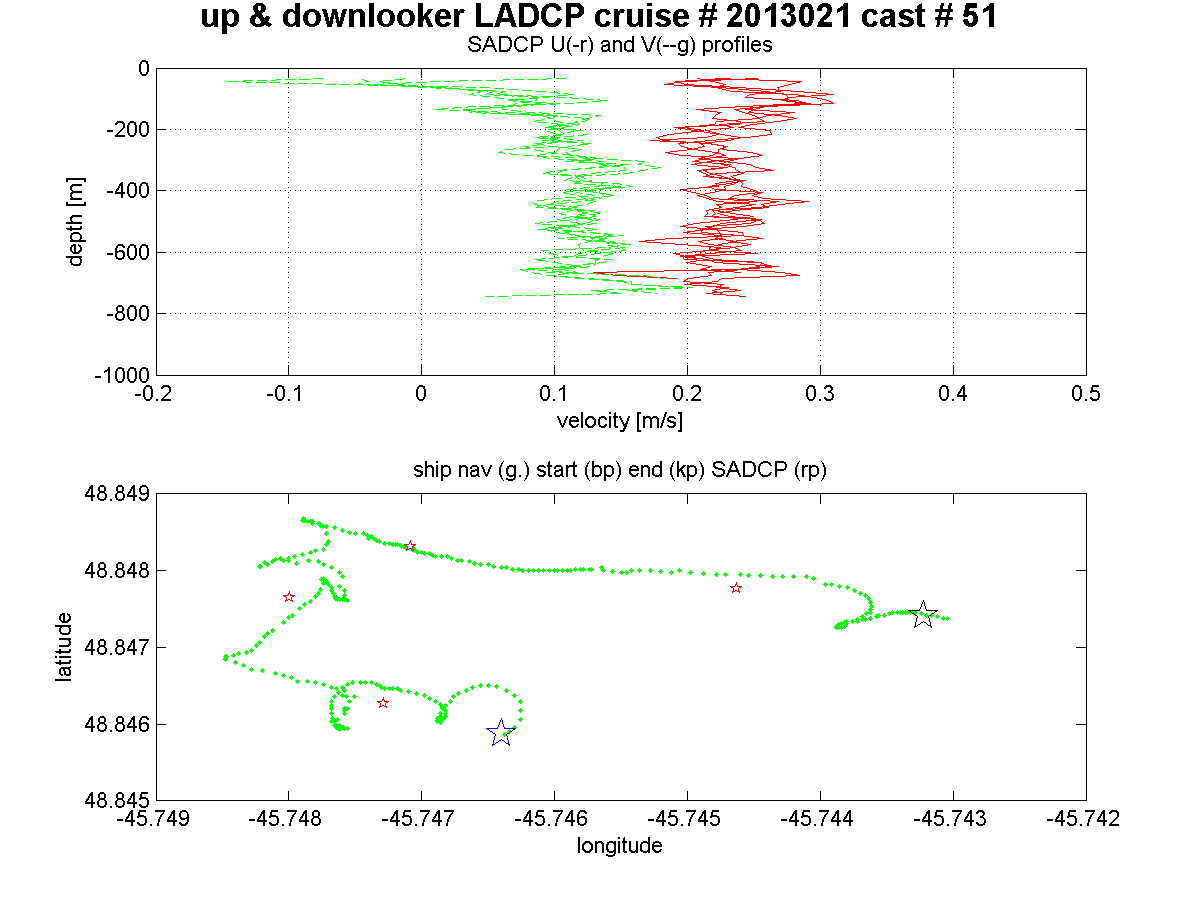 up & downlooker LADCP cruise # 2013021 cast # 51
SADCP U(-r) and V(--g) profiles
0
-200
-400
-600
-800
-1000
depth [m]
-0.2 -0.1 0 0.1 0.2 0.3 0.4 0.5
velocity [m/s]
ship nav (g.) start (bp) end (kp) SADCP (rp)
48.849
48.848
48.847
48.846
48.845
latitude
-45.749 -45.748 -45.747 -45.746 -45.745 -45.744 -45.743 -45.742
longitude